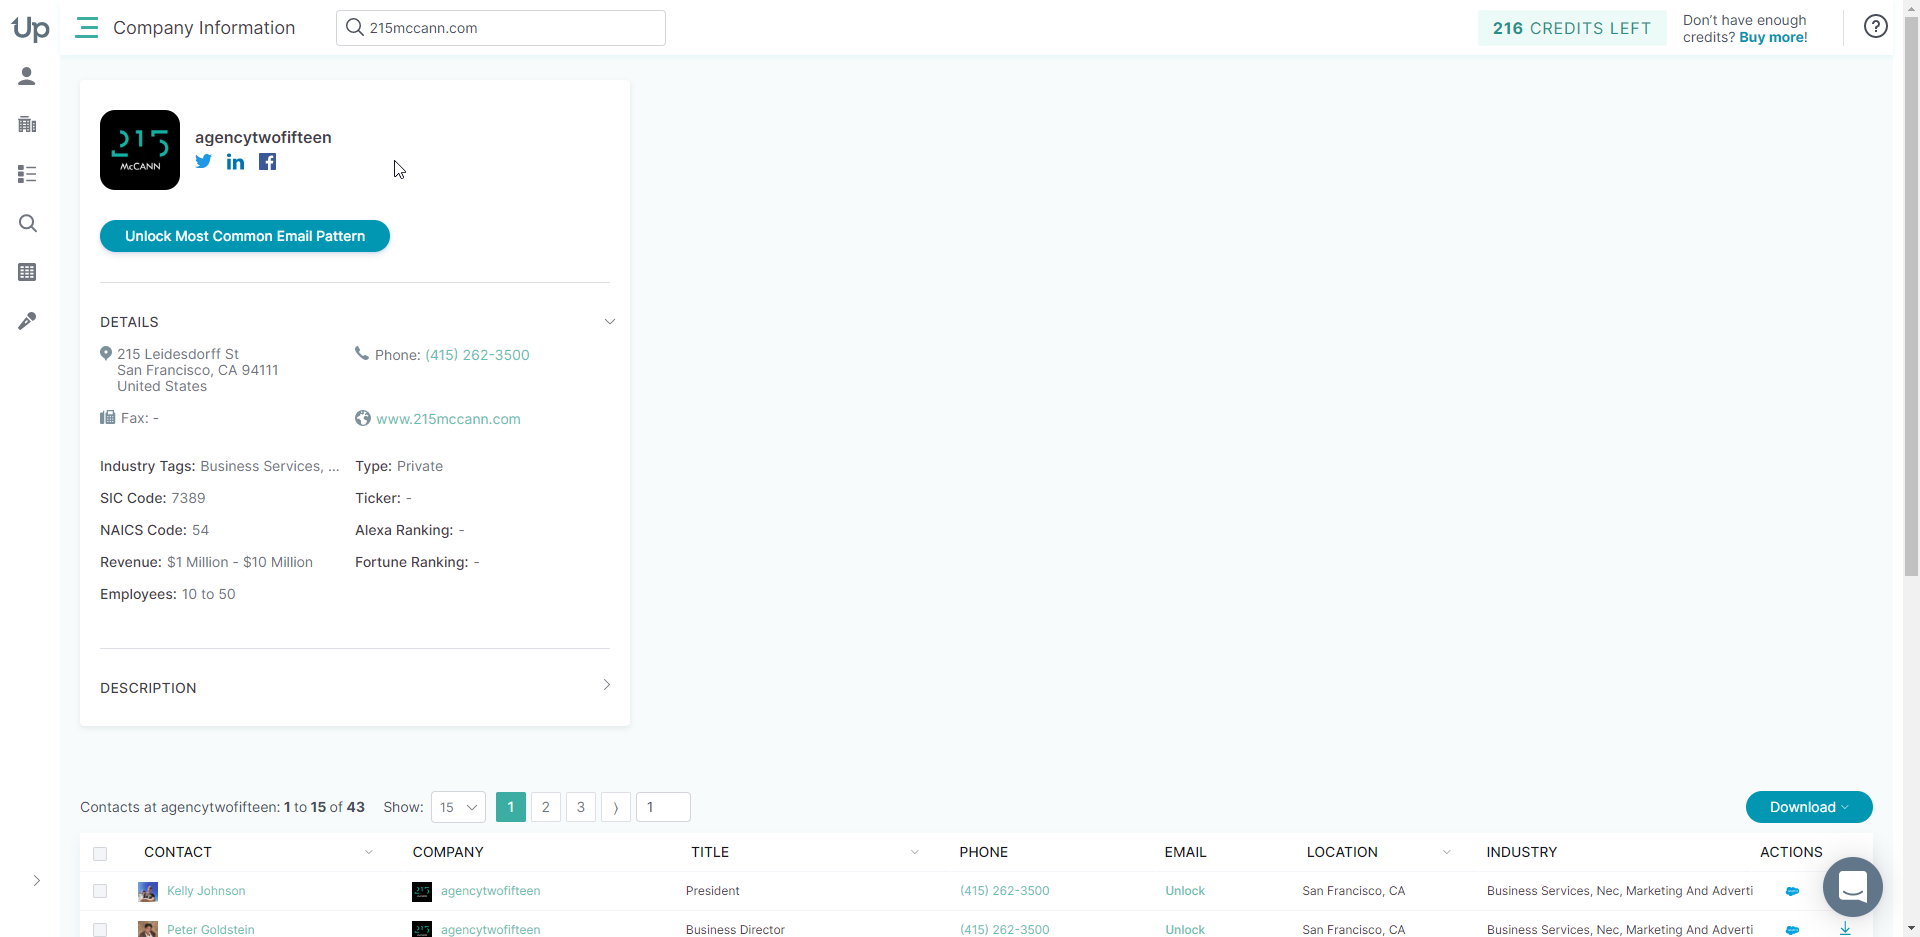 Up
Company Information
215mccann.com
216 CREDITS LEFT
Don't have enough
credits? Buy more!
215
McCANN
agencytwofifteen
Unlock Most Common Email Pattern
DETAILS
215 Leidesdorff St
San Francisco, CA 94111
United States
Phone: (415) 262-3500
Fax: -
www.215mccann.com
Industry Tags: Business Services, ...
Type: Private
SIC Code: 7389
Ticker: -
NAICS Code: 54
Alexa Ranking: -
Revenue: $1 Million - $10 Million
Fortune Ranking: -
Employees: 10 to 50
DESCRIPTION
Contacts at agencytwofifteen: 1 to 15 of 43 Show: 15 1 2 3 ⟩ 1
Download
CONTACT COMPANY TITLE PHONE EMAIL LOCATION INDUSTRY ACTIONS
Kelly Johnson 215 agencytwofifteen President (415) 262-3500 Unlock San Francisco, CA Business Services, Nec, Marketing And Adverti
Peter Goldstein 215 agencytwofifteen Business Director (415) 262-3500 Unlock San Francisco, CA Business Services, Nec, Marketing And Adverti